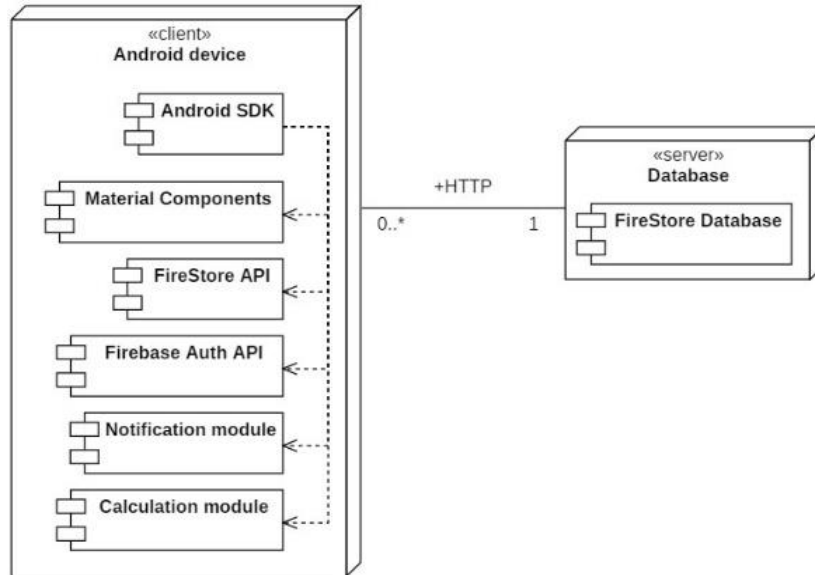 «client»
Android device
Android SDK
Material Components
FireStore API
Firebase Auth API
Notification module
Calculation module
+HTTP
0..*
1
«server»
Database
FireStore Database